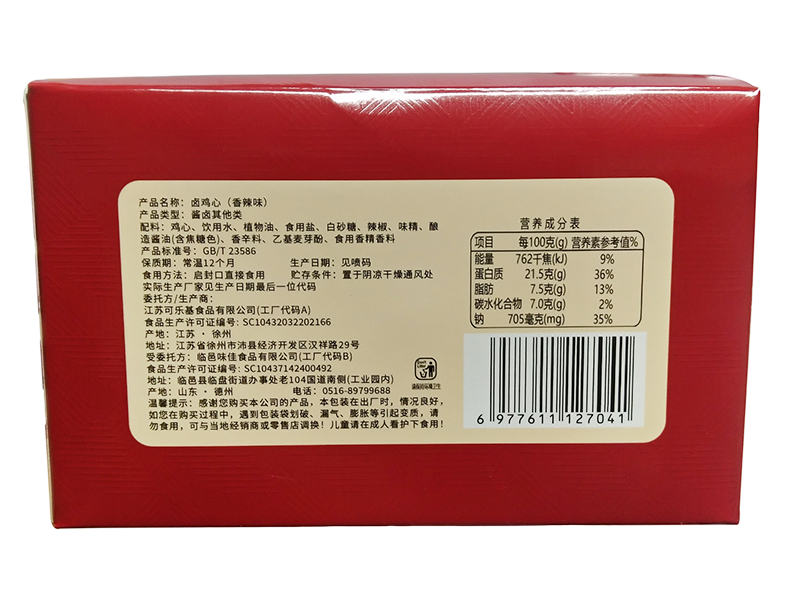 产品名称：卤鸡心（香辣味）
产品类型：酱卤其他类
配料：鸡心、饮用水、植物油、食用盐、白砂糖、辣椒、味精、酿
造酱油(含焦糖色)、香辛料、乙基麦芽酚、食用香精香料
产品标准号：GB/T 23586
保质期：常温12个月 生产日期：见喷码
食用方法：启封口直接食用 贮存条件：置于阴凉干燥通风处
实际生产厂家见生产日期最后一位代码
委托方/生产商：
江苏可乐基食品有限公司(工厂代码A)
食品生产许可证编号: SC10432032202166
产地：江苏·徐州
地址：江苏省徐州市沛县经济开发区汉祥路29号
受委托方：临邑味佳食品有限公司(工厂代码B)
食品生产许可证编号：SC10437142400492
地址：临邑县临盘街道办事处老104国道南侧(工业园内)
产地：山东·德州 电话：0516-89799688
温馨提示：感谢您购买本公司的产品，本包装在出厂时，情况良好，
如您在购买过程中，遇到包装袋划破、漏气、膨胀等引起变质，请
勿食用，可与当地经销商或零售店调换！儿童请在成人看护下食用！
请保持环境卫生
营养成分表
项目 每100克(g) 营养素参考值%
能量 762千焦(kJ) 9%
蛋白质 21.5克(g) 36%
脂肪 7.5克(g) 13%
碳水化合物 7.0克(g) 2%
钠 705毫克(mg) 35%
6 977611 127041